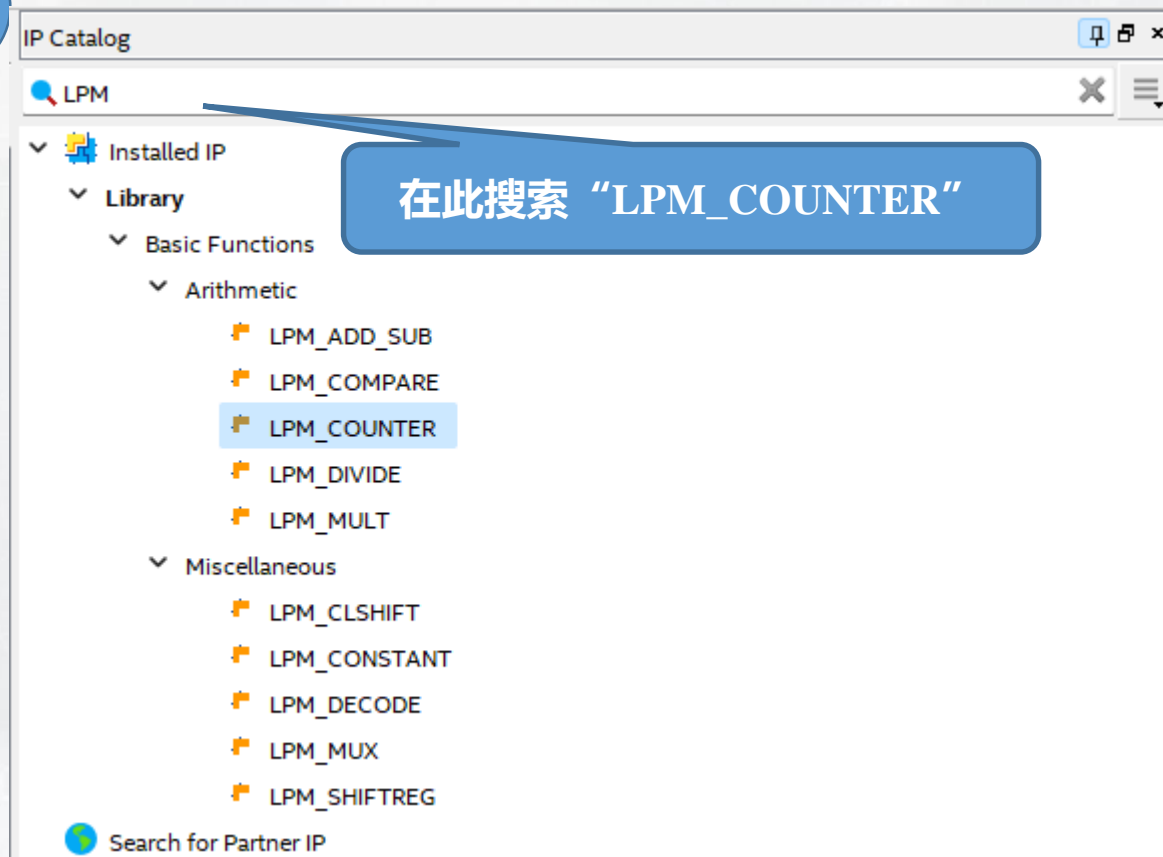 IP Catalog
LPM
在此搜索“LPM_COUNTER”
Installed IP
Library
Basic Functions
Arithmetic
LPM_ADD_SUB
LPM_COMPARE
LPM_COUNTER
LPM_DIVIDE
LPM_MULT
Miscellaneous
LPM_CLSHIFT
LPM_CONSTANT
LPM_DECODE
LPM_MUX
LPM_SHIFTREG
Search for Partner IP